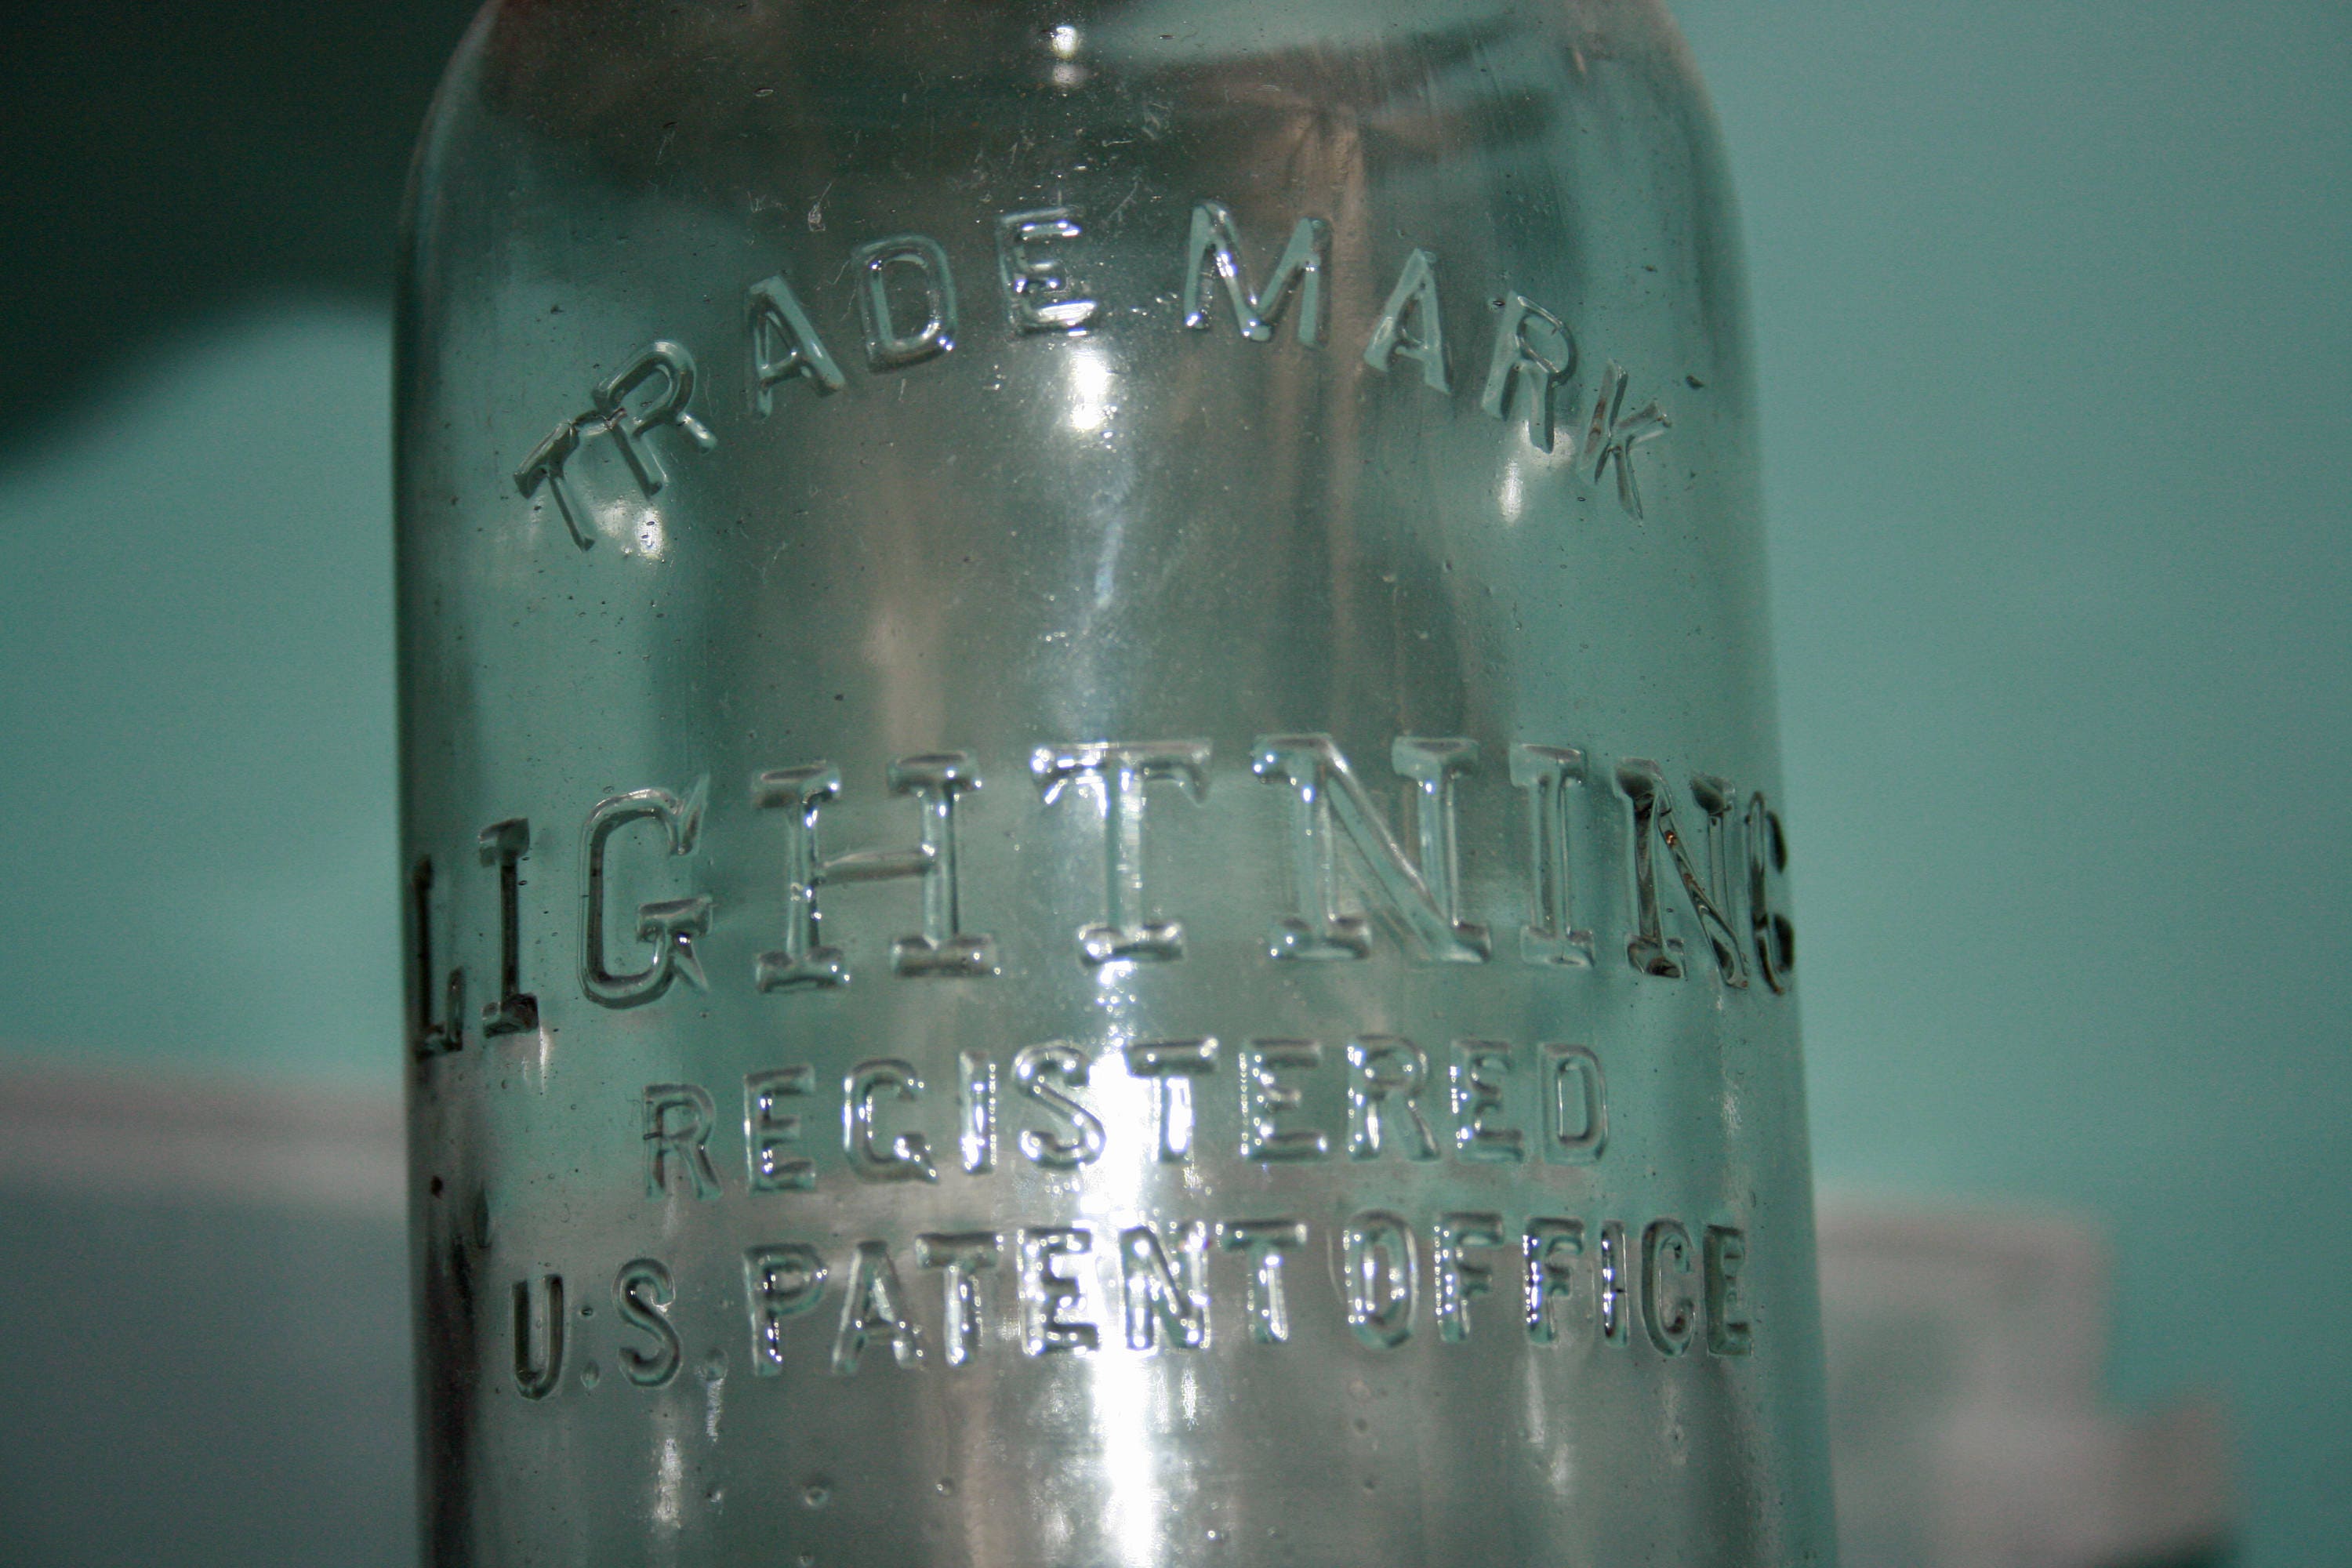 TRADE MARK
LIGHTNING
REGISTERED
U.S. PATENT OFFICE